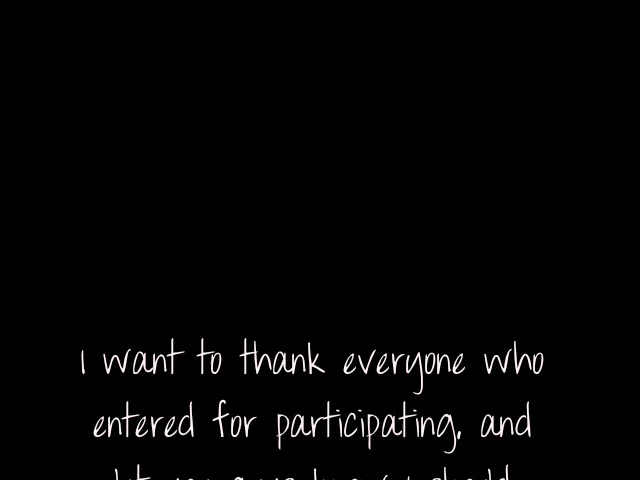 I want to thank everyone who
entered for participating, and